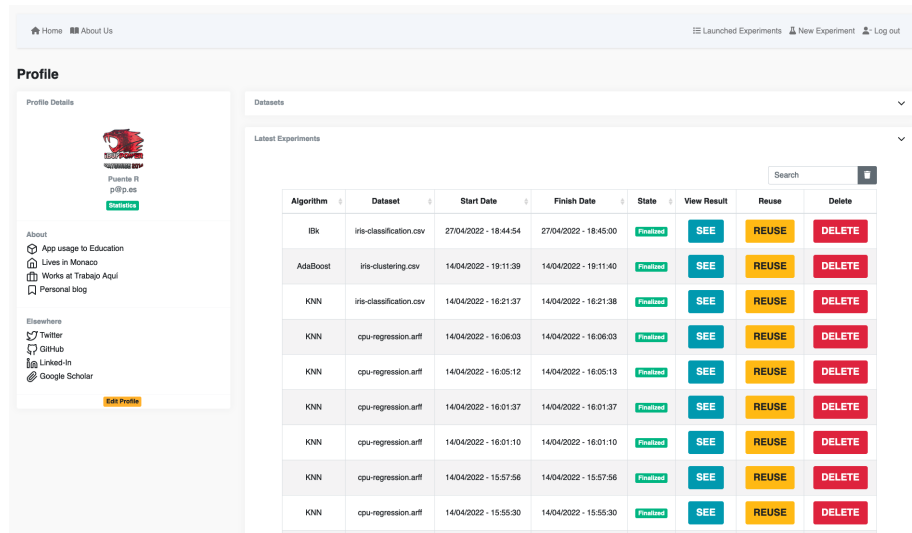 Home About Us Launched Experiments New Experiment Log out
Profile
Profile Details
Puente R
p@p.es
Statistics
About
App usage to Education
Lives in Monaco
Works at Trabajo Aquí
Personal blog
Elsewhere
Twitter
GitHub
Linked-In
Google Scholar
Edit Profile
Datasets
Latest Experiments
Search
Algorithm Dataset Start Date Finish Date State View Result Reuse Delete
IBk iris-classification.csv 27/04/2022 - 18:44:54 27/04/2022 - 18:45:00 Finalized SEE REUSE DELETE
AdaBoost iris-clustering.csv 14/04/2022 - 19:11:39 14/04/2022 - 19:11:40 Finalized SEE REUSE DELETE
KNN iris-classification.csv 14/04/2022 - 16:21:37 14/04/2022 - 16:21:38 Finalized SEE REUSE DELETE
KNN cpu-regression.arff 14/04/2022 - 16:06:03 14/04/2022 - 16:06:03 Finalized SEE REUSE DELETE
KNN cpu-regression.arff 14/04/2022 - 16:05:12 14/04/2022 - 16:05:13 Finalized SEE REUSE DELETE
KNN cpu-regression.arff 14/04/2022 - 16:01:37 14/04/2022 - 16:01:37 Finalized SEE REUSE DELETE
KNN cpu-regression.arff 14/04/2022 - 16:01:10 14/04/2022 - 16:01:10 Finalized SEE REUSE DELETE
KNN cpu-regression.arff 14/04/2022 - 15:57:56 14/04/2022 - 15:57:56 Finalized SEE REUSE DELETE
KNN cpu-regression.arff 14/04/2022 - 15:55:30 14/04/2022 - 15:55:30 Finalized SEE REUSE DELETE